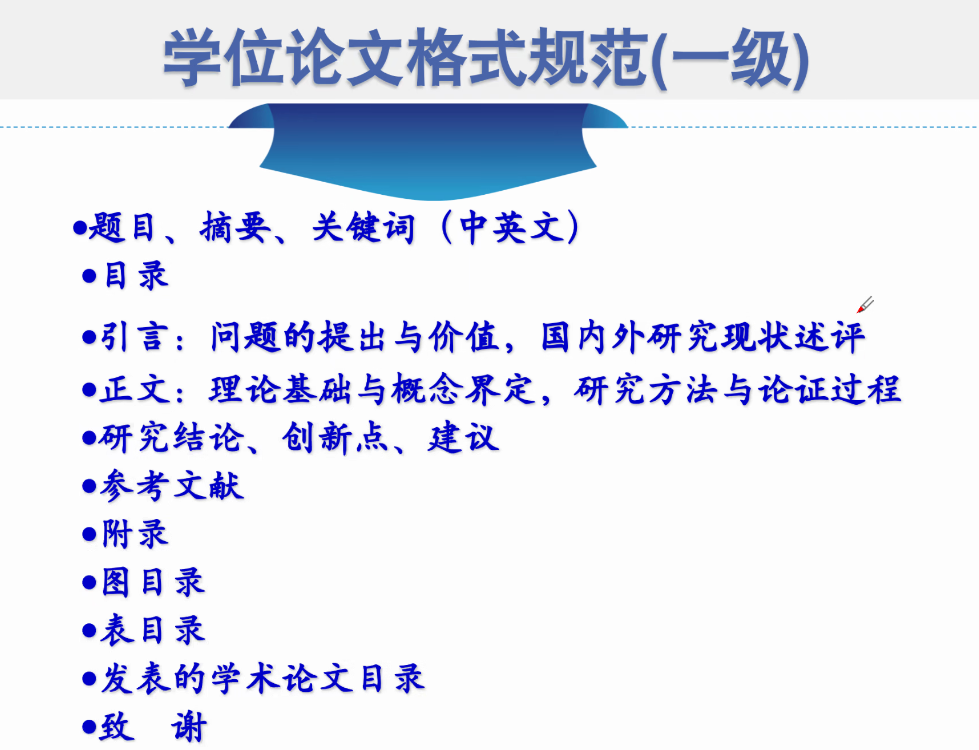 学位论文格式规范(一级)
●题目、摘要、关键词（中英文）
●目录
●引言：问题的提出与价值，国内外研究现状述评
●正文：理论基础与概念界定，研究方法与论证过程
●研究结论、创新点、建议
●参考文献
●附录
●图目录
●表目录
●发表的学术论文目录
●致　谢